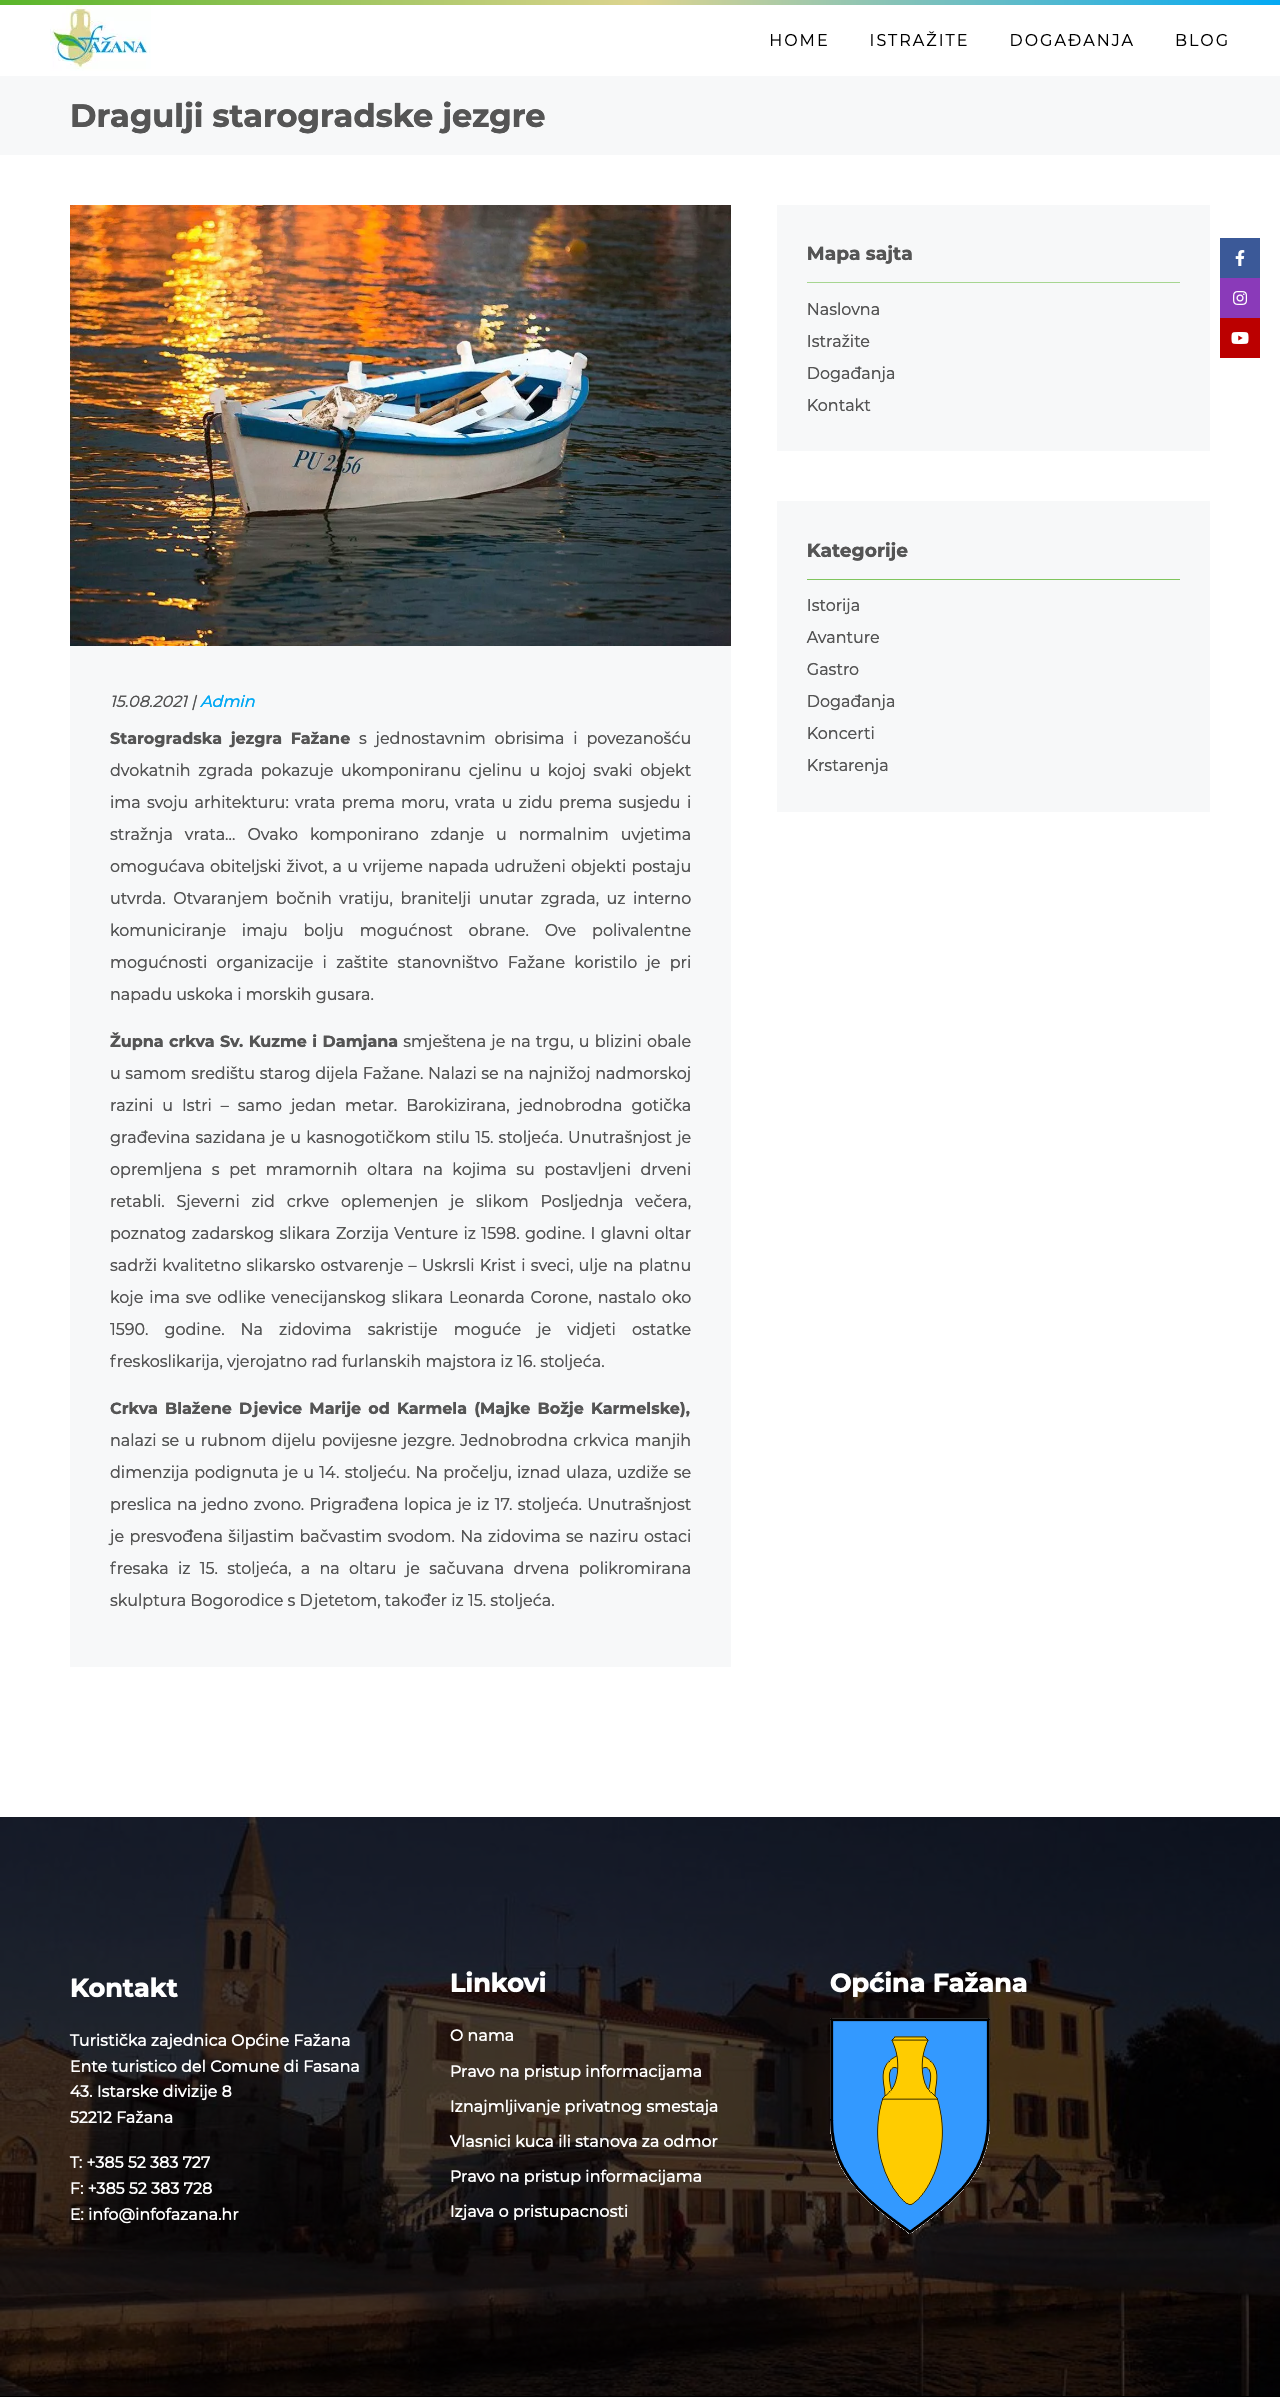 FAŽANA
HOME ISTRAŽITE DOGAĐANJA BLOG
Dragulji starogradske jezgre
PU 2256
15.08.2021 | Admin
Starogradska jezgra Fažane s jednostavnim obrisima i povezanošću
dvokatnih zgrada pokazuje ukomponiranu cjelinu u kojoj svaki objekt
ima svoju arhitekturu: vrata prema moru, vrata u zidu prema susjedu i
stražnja vrata… Ovako komponirano zdanje u normalnim uvjetima
omogućava obiteljski život, a u vrijeme napada udruženi objekti postaju
utvrda. Otvaranjem bočnih vratiju, branitelji unutar zgrada, uz interno
komuniciranje imaju bolju mogućnost obrane. Ove polivalentne
mogućnosti organizacije i zaštite stanovništvo Fažane koristilo je pri
napadu uskoka i morskih gusara.
Župna crkva Sv. Kuzme i Damjana smještena je na trgu, u blizini obale
u samom središtu starog dijela Fažane. Nalazi se na najnižoj nadmorskoj
razini u Istri – samo jedan metar. Barokizirana, jednobrodna gotička
građevina sazidana je u kasnogotičkom stilu 15. stoljeća. Unutrašnjost je
opremljena s pet mramornih oltara na kojima su postavljeni drveni
retabli. Sjeverni zid crkve oplemenjen je slikom Posljednja večera,
poznatog zadarskog slikara Zorzija Venture iz 1598. godine. I glavni oltar
sadrži kvalitetno slikarsko ostvarenje – Uskrsli Krist i sveci, ulje na platnu
koje ima sve odlike venecijanskog slikara Leonarda Corone, nastalo oko
1590. godine. Na zidovima sakristije moguće je vidjeti ostatke
freskoslikarija, vjerojatno rad furlanskih majstora iz 16. stoljeća.
Crkva Blažene Djevice Marije od Karmela (Majke Božje Karmelske),
nalazi se u rubnom dijelu povijesne jezgre. Jednobrodna crkvica manjih
dimenzija podignuta je u 14. stoljeću. Na pročelju, iznad ulaza, uzdiže se
preslica na jedno zvono. Prigrađena lopica je iz 17. stoljeća. Unutrašnjost
je presvođena šiljastim bačvastim svodom. Na zidovima se naziru ostaci
fresaka iz 15. stoljeća, a na oltaru je sačuvana drvena polikromirana
skulptura Bogorodice s Djetetom, također iz 15. stoljeća.
Mapa sajta
Naslovna
Istražite
Događanja
Kontakt
Kategorije
Istorija
Avanture
Gastro
Događanja
Koncerti
Krstarenja
Kontakt
Turistička zajednica Općine Fažana
Ente turistico del Comune di Fasana
43. Istarske divizije 8
52212 Fažana
T: +385 52 383 727
F: +385 52 383 728
E: info@infofazana.hr
Linkovi
O nama
Pravo na pristup informacijama
Iznajmljivanje privatnog smestaja
Vlasnici kuca ili stanova za odmor
Pravo na pristup informacijama
Izjava o pristupacnosti
Općina Fažana